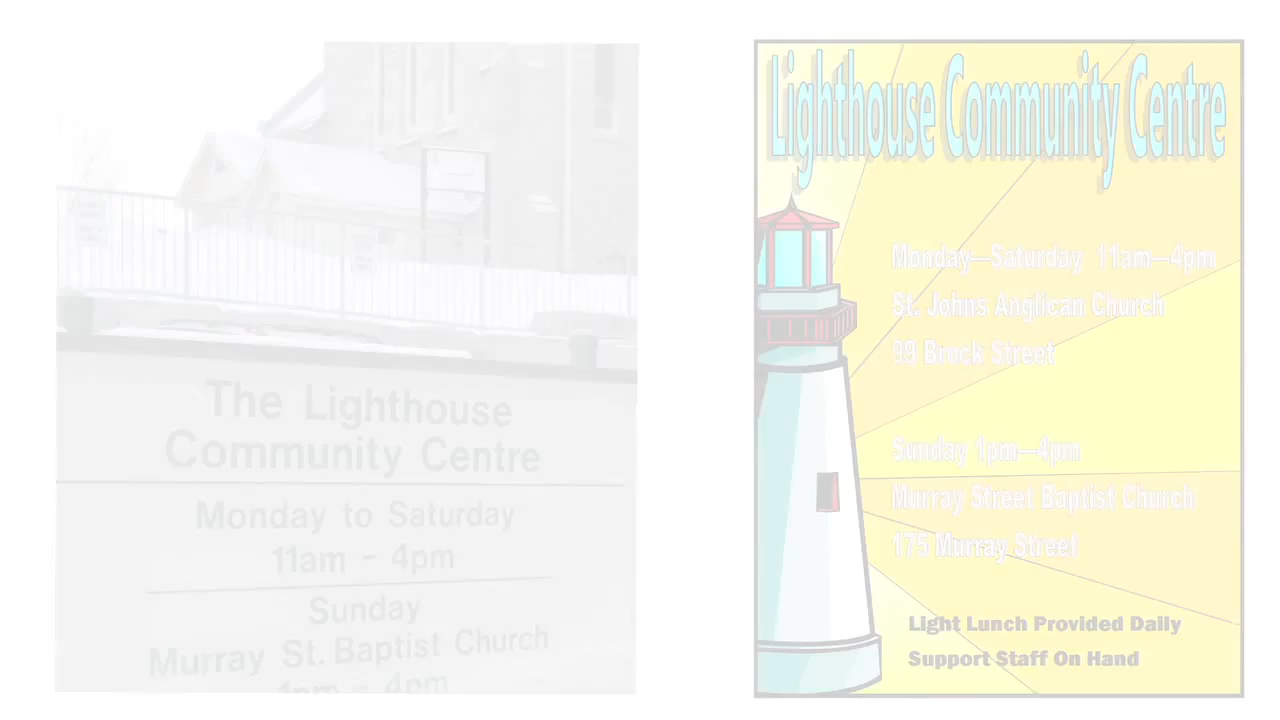 The Lighthouse
Community Centre
Monday to Saturday
11am - 4pm
Sunday
Murray St. Baptist Church
1pm - 4pm
Lighthouse Community Centre
Monday—Saturday 11am—4pm
St. Johns Anglican Church
99 Brock Street
Sunday 1pm—4pm
Murray Street Baptist Church
175 Murray Street
Light Lunch Provided Daily
Support Staff On Hand